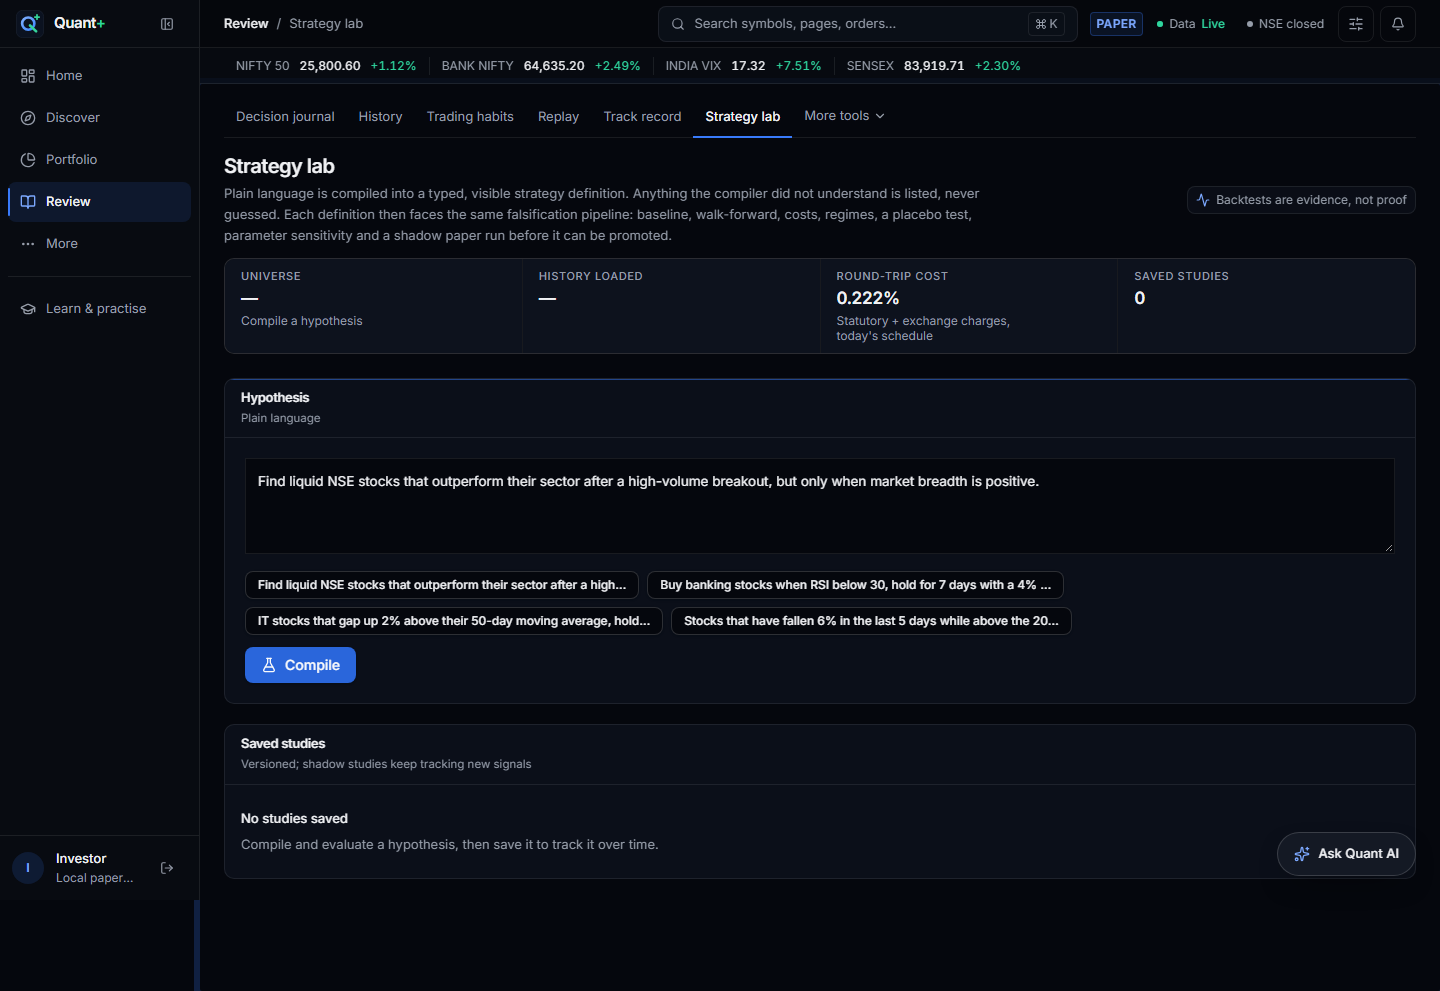 Quant+
Review / Strategy lab
Search symbols, pages, orders...
⌘ K
PAPER
Data Live
NSE closed
NIFTY 50 25,800.60 +1.12%
BANK NIFTY 64,635.20 +2.49%
INDIA VIX 17.32 +7.51%
SENSEX 83,919.71 +2.30%
Home
Discover
Portfolio
Review
More
Learn & practise
Investor
I
Local paper...
Decision journal
History
Trading habits
Replay
Track record
Strategy lab
More tools
Strategy lab
Plain language is compiled into a typed, visible strategy definition. Anything the compiler did not understand is listed, never
guessed. Each definition then faces the same falsification pipeline: baseline, walk-forward, costs, regimes, a placebo test,
parameter sensitivity and a shadow paper run before it can be promoted.
Backtests are evidence, not proof
UNIVERSE
—
Compile a hypothesis
HISTORY LOADED
—
ROUND-TRIP COST
0.222%
Statutory + exchange charges,
today's schedule
SAVED STUDIES
0
Hypothesis
Plain language
Find liquid NSE stocks that outperform their sector after a high-volume breakout, but only when market breadth is positive.
Find liquid NSE stocks that outperform their sector after a high...
Buy banking stocks when RSI below 30, hold for 7 days with a 4% ...
IT stocks that gap up 2% above their 50-day moving average, hold...
Stocks that have fallen 6% in the last 5 days while above the 20...
Compile
Saved studies
Versioned; shadow studies keep tracking new signals
No studies saved
Compile and evaluate a hypothesis, then save it to track it over time.
Ask Quant AI